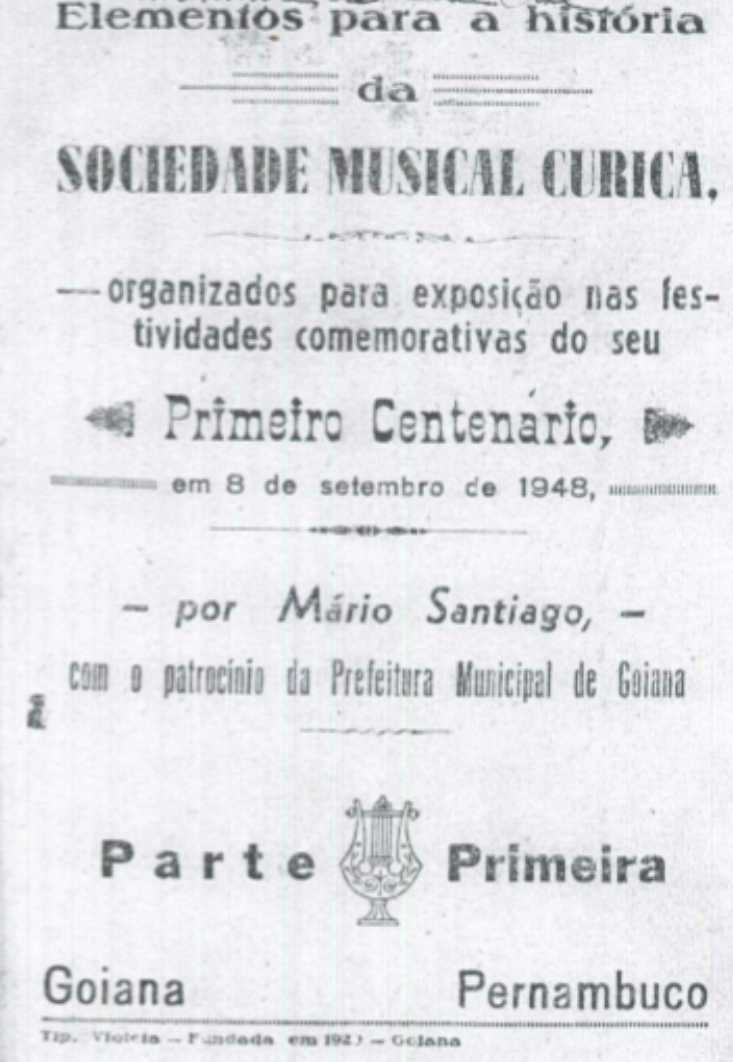 Elementos para a história
da
SOCIEDADE MUSICAL CURICA,
—organizados para exposição nas fes-
tividades comemorativas do seu
Primeiro Centenário,
em 8 de setembro de 1948,
– por Mário Santiago, –
com o patrocínio da Prefeitura Municipal de Goiana
Parte Primeira
Goiana Pernambuco
Tip. Violeta – Fundada em – Goiana